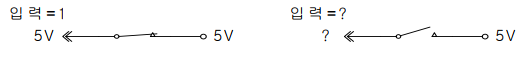 입 력 = 1
5V 5V
입 력 = ?
? 5V